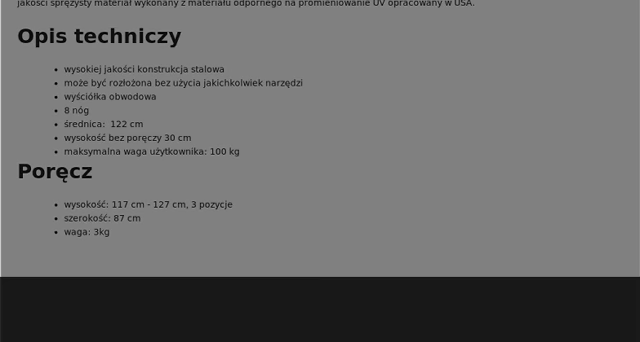 jakości sprężysty materiał wykonany z materiału odpornego na promieniowanie UV opracowany w USA.
Opis techniczy
• wysokiej jakości konstrukcja stalowa
• może być rozłożona bez użycia jakichkolwiek narzędzi
• wyściółka obwodowa
• 8 nóg
• średnica:  122 cm
• wysokość bez poręczy 30 cm
• maksymalna waga użytkownika: 100 kg
Poręcz
• wysokość: 117 cm - 127 cm, 3 pozycje
• szerokość: 87 cm
• waga: 3kg